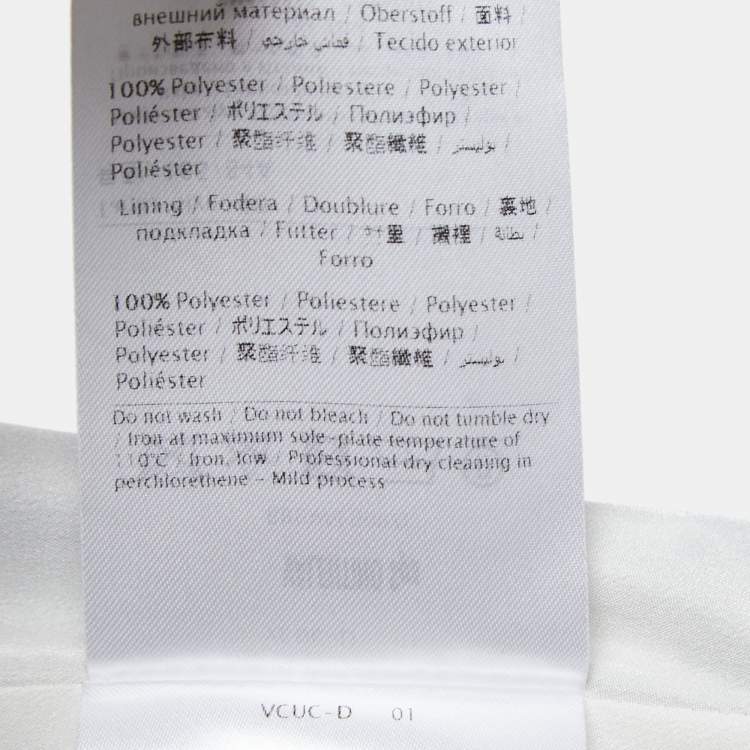 внешний материал / Oberstoff / 面料 /
外部布料 / قماش خارجي / Tecido exterior
100% Polyester / Poliestere / Polyester /
Poliéster / ポリエステル / Полиэфир /
Polyester / 聚酯纤维 / 聚酯纖維 / بوليستر /
Poliéster
Lining / Fodera / Doublure / Forro / 裏地 /
подкладка / Futter / 衬里 / 襯裡 / بطانة /
Forro
100% Polyester / Poliestere / Polyester /
Poliéster / ポリエステル / Полиэфир /
Polyester / 聚酯纤维 / 聚酯纖維 / بوليستر /
Poliéster
Do not wash / Do not bleach / Do not tumble dry
/ Iron at maximum sole-plate temperature of
110°C / Iron, low / Professional dry cleaning in
perchlorethene - Mild process
VCUC-D 01